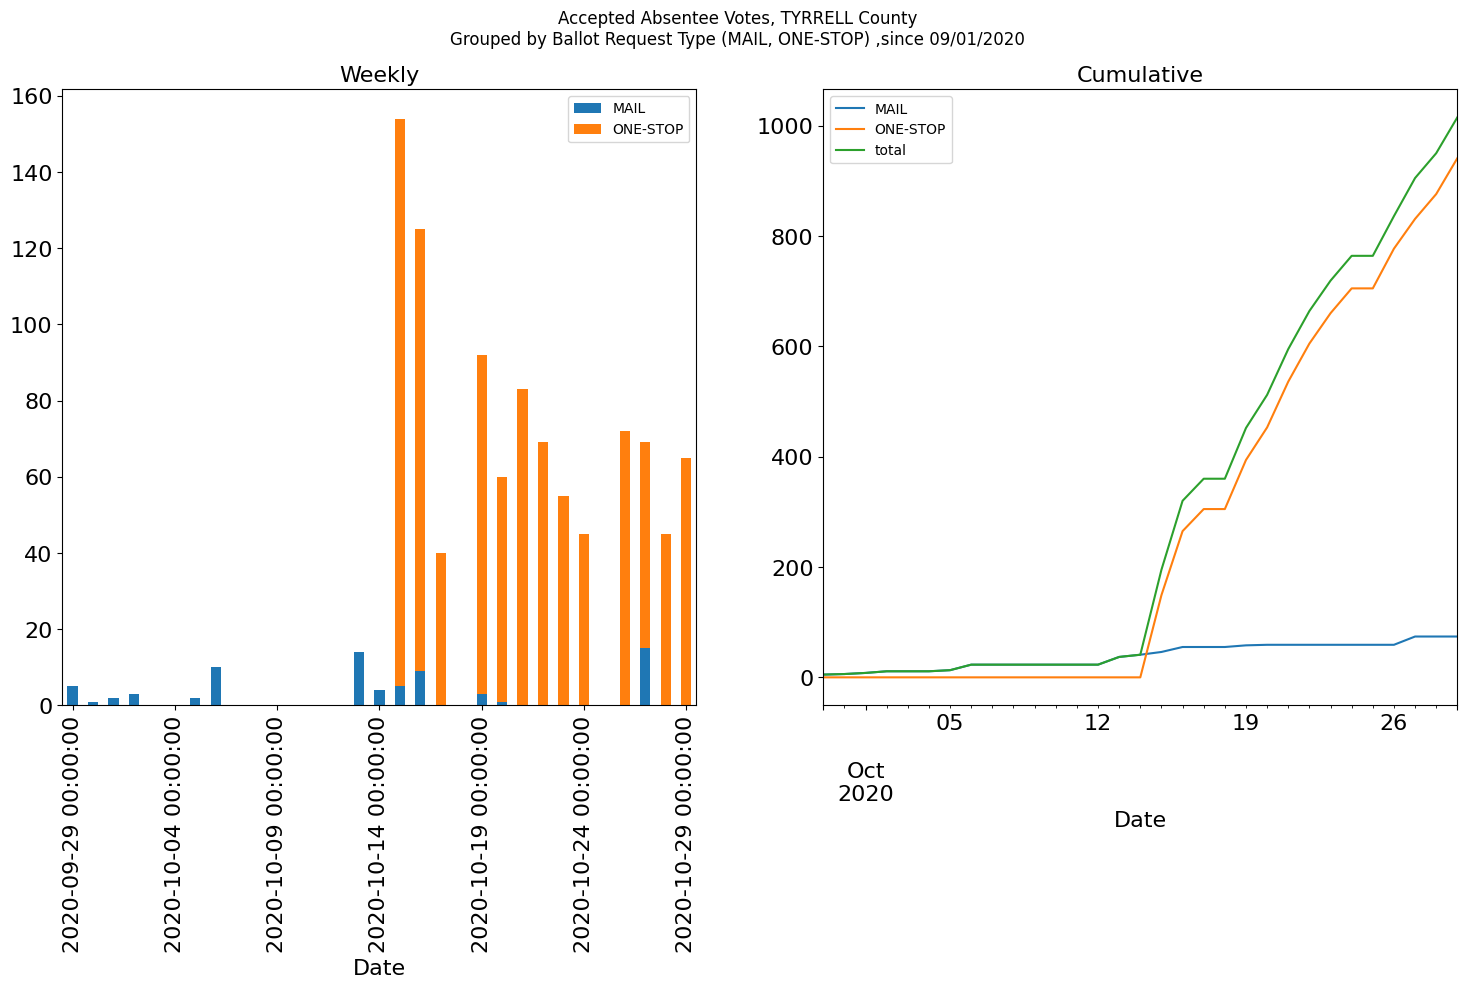 Accepted Absentee Votes, TYRRELL County
Grouped by Ballot Request Type (MAIL, ONE-STOP) ,since 09/01/2020
Weekly
MAIL
ONE-STOP
160
140
120
100
80
60
40
20
0
2020-09-29 00:00:00
2020-10-04 00:00:00
2020-10-09 00:00:00
2020-10-14 00:00:00
2020-10-19 00:00:00
2020-10-24 00:00:00
2020-10-29 00:00:00
Date
Cumulative
MAIL
ONE-STOP
total
1000
800
600
400
200
0
05 12 19 26
Oct
2020
Date